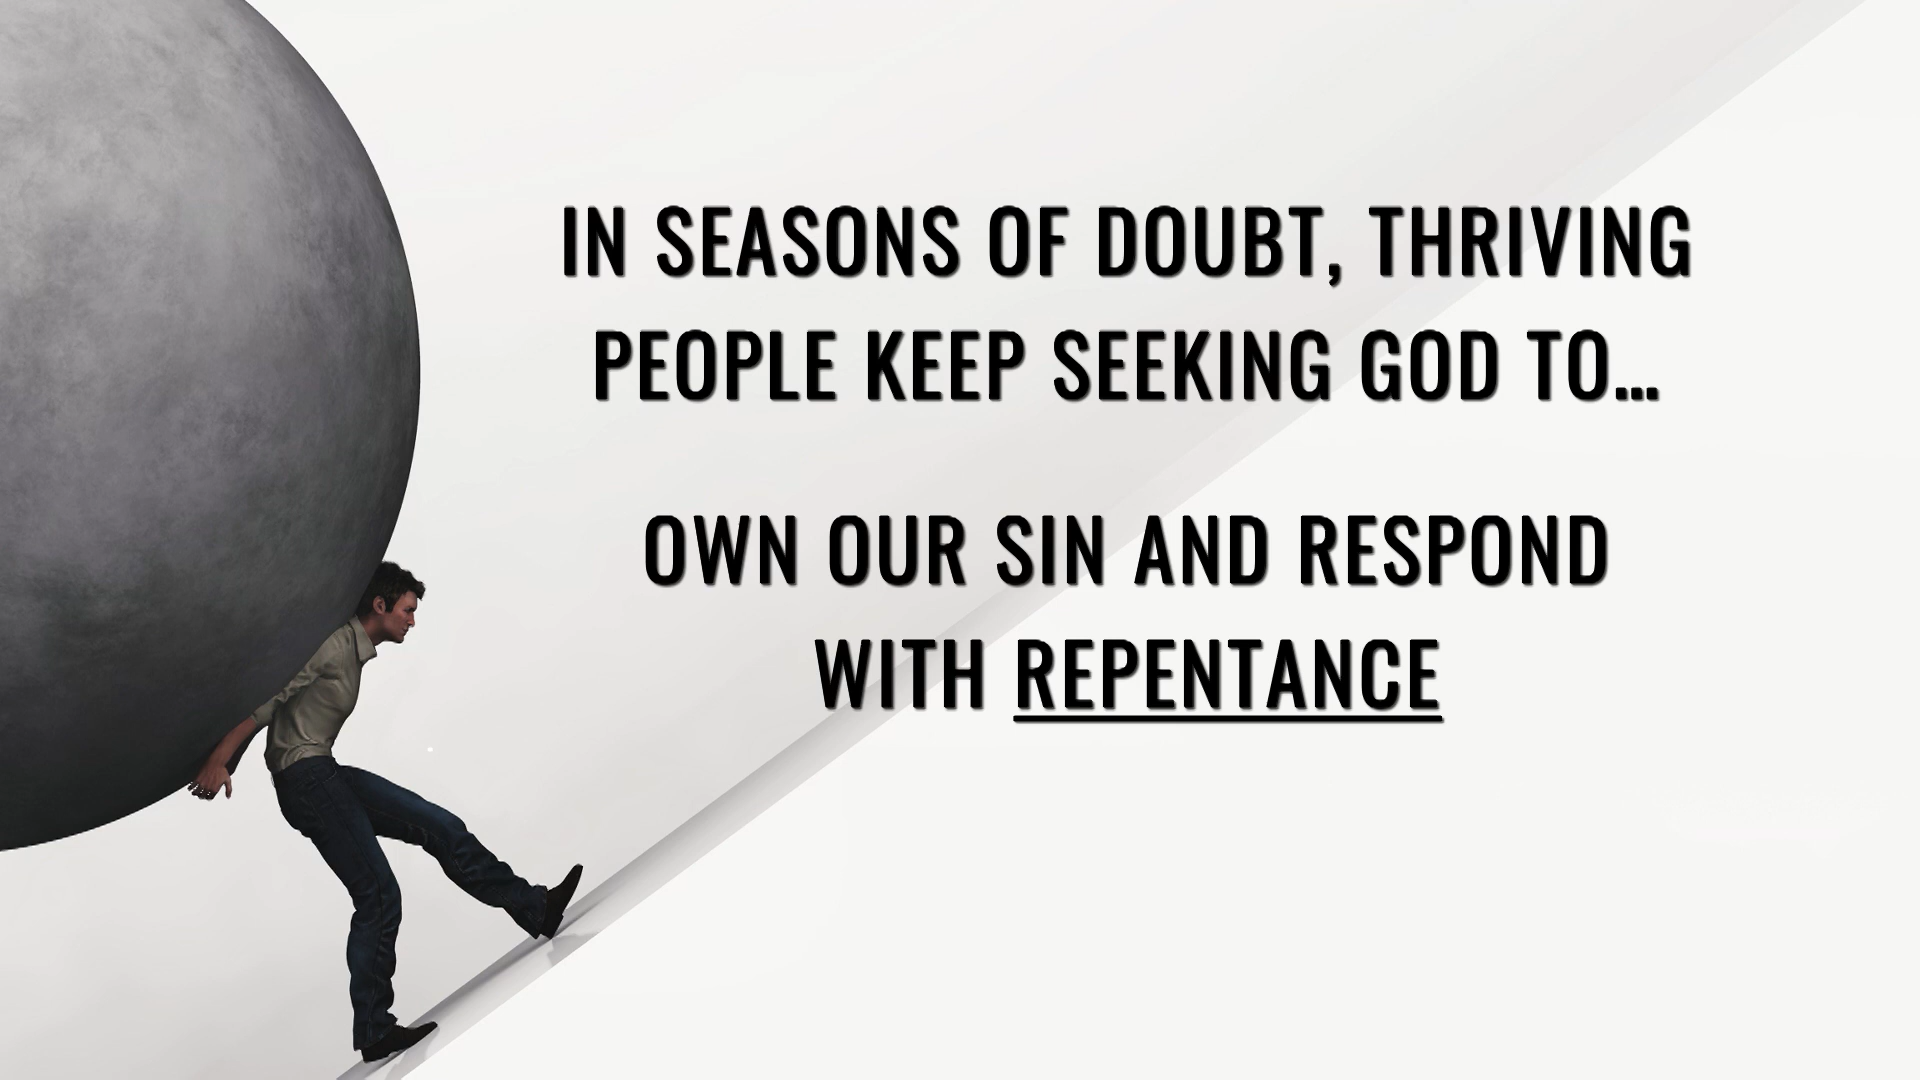 IN SEASONS OF DOUBT, THRIVING
PEOPLE KEEP SEEKING GOD TO...
OWN OUR SIN AND RESPOND
WITH REPENTANCE